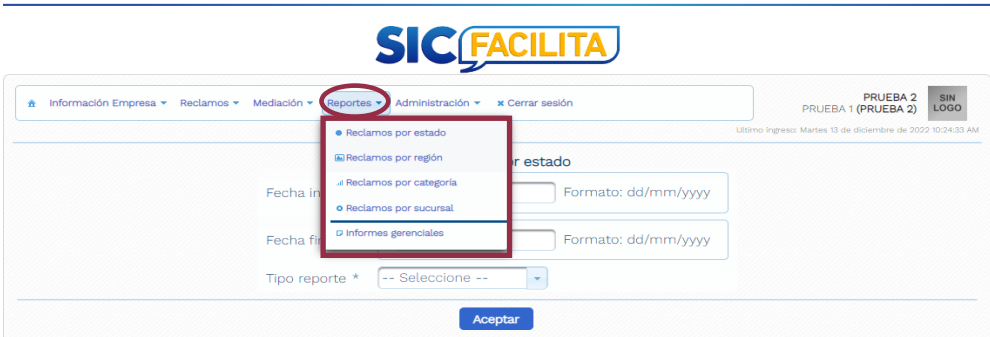 SIC FACILITA
Información Empresa Reclamos Mediación Reportes Administración × Cerrar sesión
PRUEBA 2
PRUEBA 1 (PRUEBA 2)
SIN
LOGO
Ultimo ingreso: Martes 13 de diciembre de 2022 10:24:33 AM
Reclamos por estado
Reclamos por región
Reclamos por categoría
Reclamos por sucursal
Informes gerenciales
por estado
Fecha in
Formato: dd/mm/yyyy
Fecha fi
Formato: dd/mm/yyyy
Tipo reporte * -- Seleccione --
Aceptar